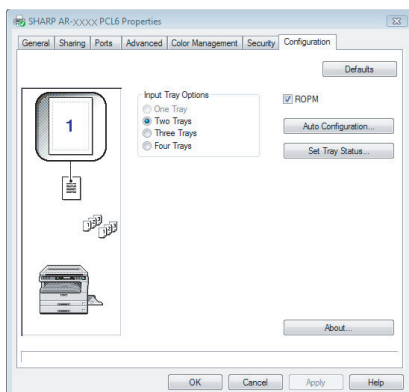 SHARP AR-XXXX PCL6 Properties
General Sharing Ports Advanced Color Management Security Configuration
Defaults
Input Tray Options
One Tray
Two Trays
Three Trays
Four Trays
ROPM
Auto Configuration...
Set Tray Status...
1
About...
OK Cancel Apply Help